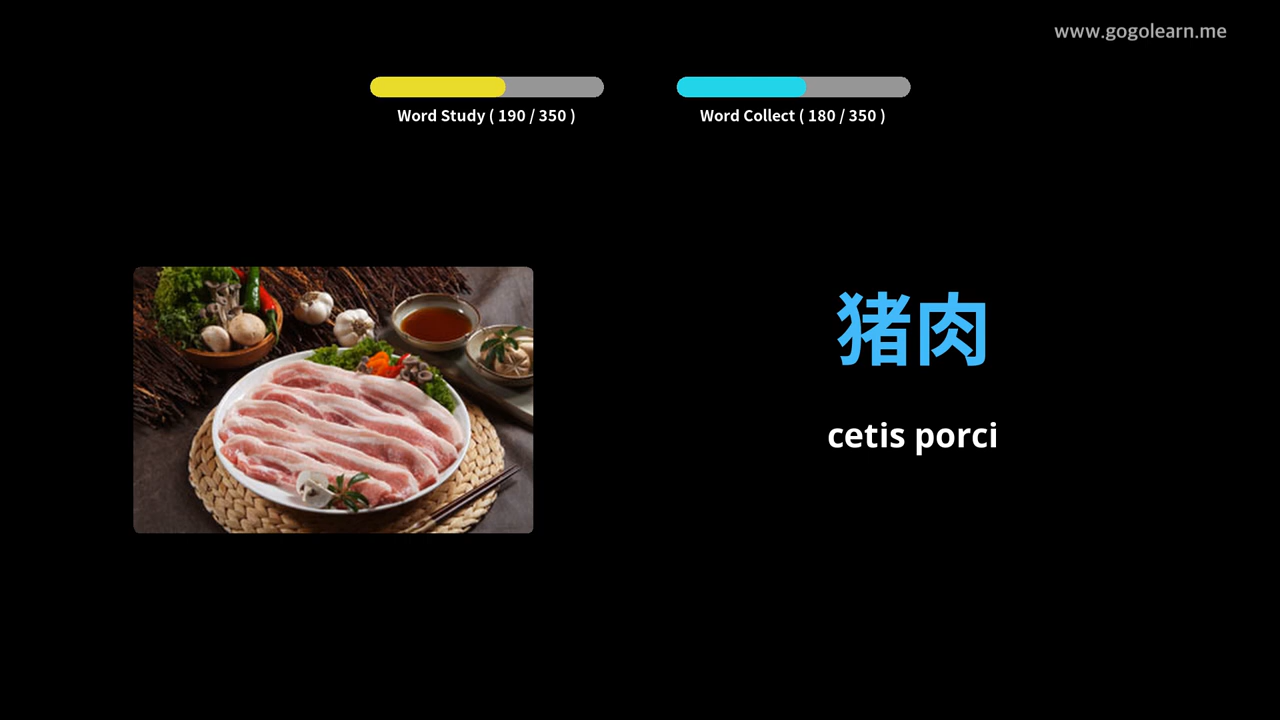 www.gogolearn.me
Word Study ( 190 / 350 )
Word Collect ( 180 / 350 )
猪肉
cetis porci